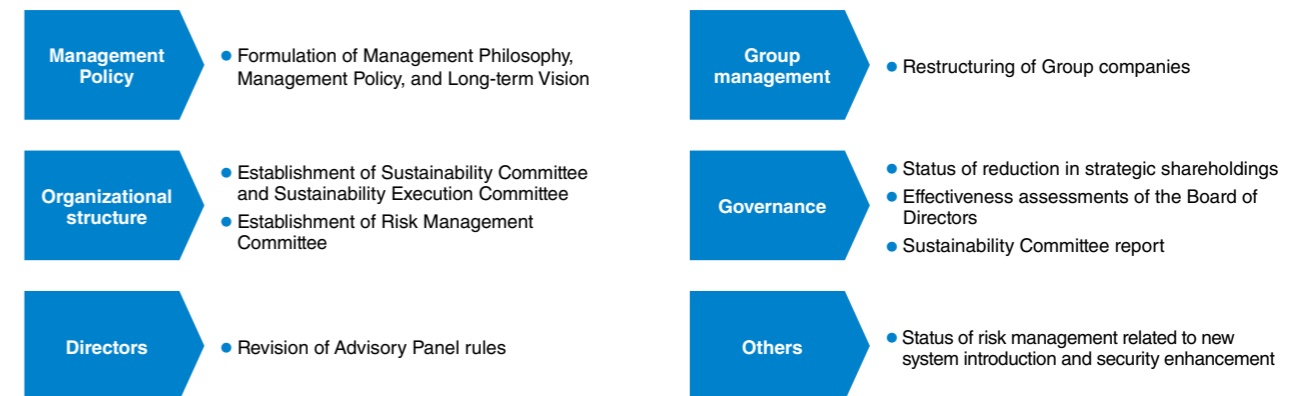 Management
Policy
● Formulation of Management Philosophy,
Management Policy, and Long-term Vision
Organizational
structure
● Establishment of Sustainability Committee
and Sustainability Execution Committee
● Establishment of Risk Management
Committee
Directors
● Revision of Advisory Panel rules
Group
management
● Restructuring of Group companies
Governance
● Status of reduction in strategic shareholdings
● Effectiveness assessments of the Board of
Directors
● Sustainability Committee report
Others
● Status of risk management related to new
system introduction and security enhancement